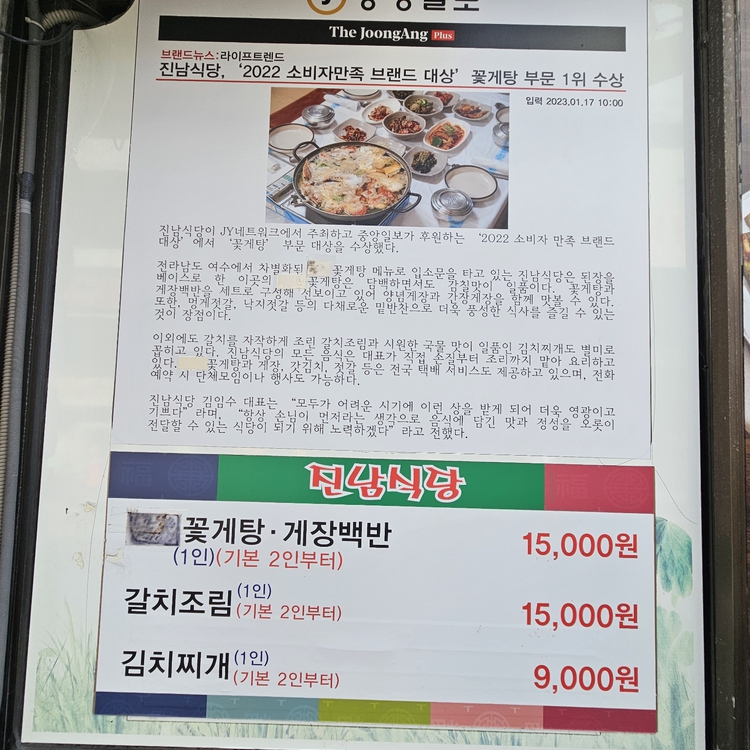 중앙일보
The JoongAng Plus
브랜드뉴스:라이프트렌드
진남식당, ‘2022 소비자만족 브랜드 대상’ 꽃게탕 부문 1위 수상
입력 2023.01.17 10:00
진남식당이 JY네트워크에서 주최하고 중앙일보가 후원하는 ‘2022 소비자 만족 브랜드
대상’에서 ‘꽃게탕’ 부문 대상을 수상했다.
전라남도 여수에서 차별화된 꽃게탕 메뉴로 입소문을 타고 있는 진남식당은 된장을
베이스로 한 이곳의 꽃게탕은 담백하면서도 감칠맛이 일품이다. 꽃게탕과
게장백반을 세트로 구성해 선보이고 있어 양념게장과 간장게장을 함께 맛볼 수 있다.
또한, 멍게젓갈, 낙지젓갈 등의 다채로운 밑반찬으로 더욱 풍성한 식사를 즐길 수 있는
것이 장점이다.
이외에도 갈치를 자작하게 조린 갈치조림과 시원한 국물 맛이 일품인 김치찌개도 별미로
꼽히고 있다. 진남식당의 모든 음식은 대표가 직접 손질부터 조리까지 맡아 요리하고
있다. 꽃게탕과 게장, 갓김치, 젓갈 등은 전국 택배 서비스도 제공하고 있으며, 전화
예약 시 단체모임이나 행사도 가능하다.
진남식당 김임수 대표는 “모두가 어려운 시기에 이런 상을 받게 되어 더욱 영광이고
기쁘다”라며, “항상 손님이 먼저라는 생각으로 음식에 담긴 맛과 정성을 오롯이
전달할 수 있는 식당이 되기 위해 노력하겠다”라고 전했다.
진남식당
꽃게탕·게장백반 15,000원
(1인)(기본 2인부터)
갈치조림 (1인) (기본 2인부터) 15,000원
김치찌개 (1인) (기본 2인부터) 9,000원